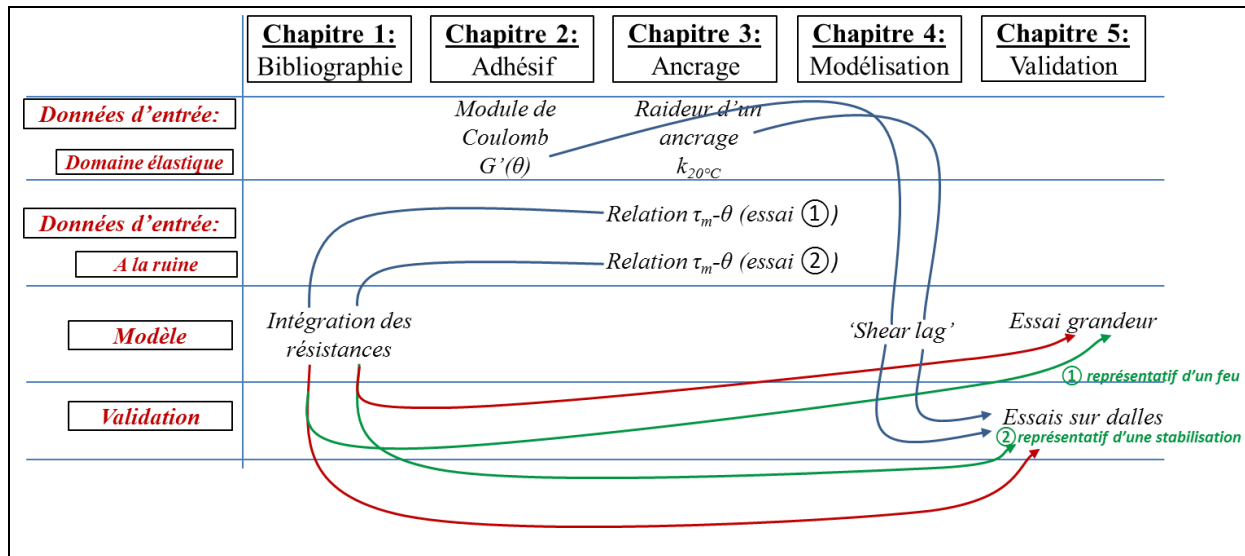 Chapitre 1:
Bibliographie
Chapitre 2:
Adhésif
Chapitre 3:
Ancrage
Chapitre 4:
Modélisation
Chapitre 5:
Validation
Données d'entrée:
Domaine élastique
Module de
Coulomb
G'(θ)
Raideur d'un
ancrage
k20°C
Données d'entrée:
A la ruine
Relation τm-θ (essai ①)
Relation τm-θ (essai ②)
Modèle
Intégration des
résistances
'Shear lag'
Essai grandeur
① représentatif d'un feu
Validation
Essais sur dalles
② représentatif d'une stabilisation